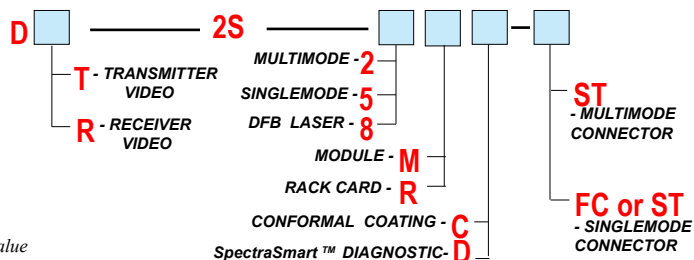 D 2S -
T - TRANSMITTER
VIDEO
R - RECEIVER
VIDEO
MULTIMODE - 2
SINGLEMODE - 5
DFB LASER - 8
MODULE - M
RACK CARD - R
CONFORMAL COATING - C
SpectraSmart ™ DIAGNOSTIC- D
ST
- MULTIMODE
CONNECTOR
FC or ST
- SINGLEMODE
CONNECTOR